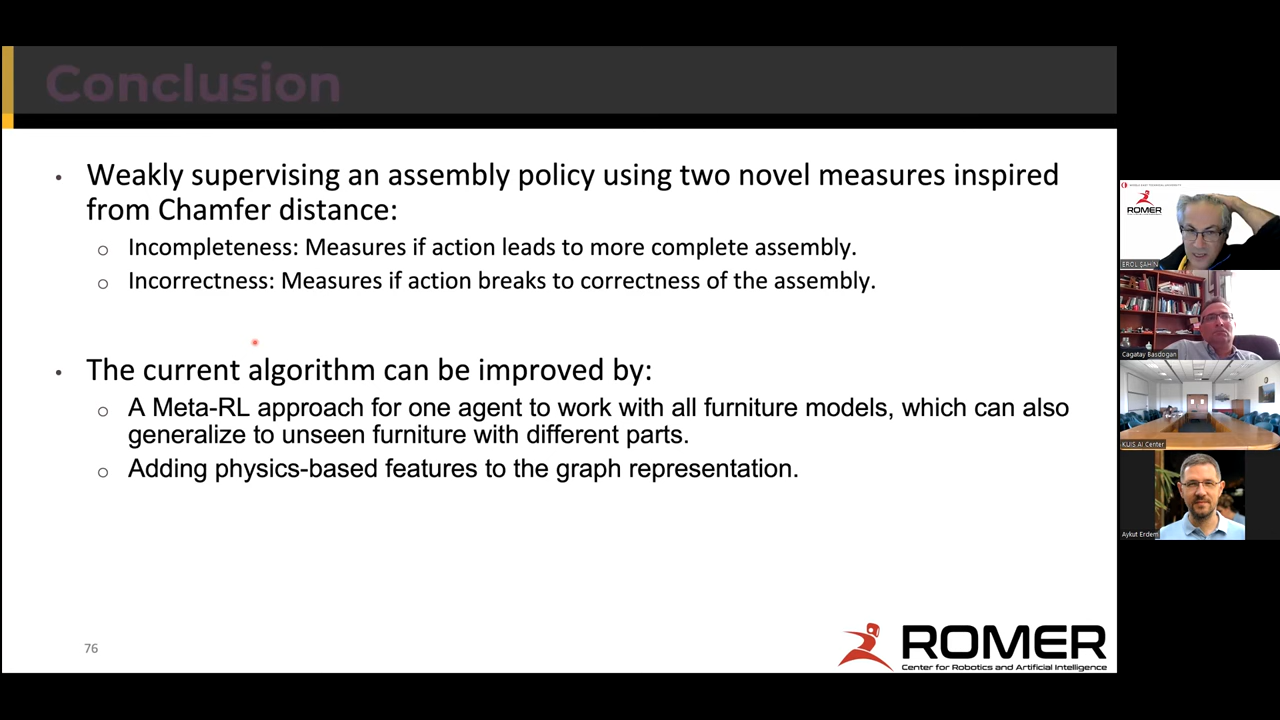 Conclusion
• Weakly supervising an assembly policy using two novel measures inspired
from Chamfer distance:
o Incompleteness: Measures if action leads to more complete assembly.
o Incorrectness: Measures if action breaks to correctness of the assembly.
• The current algorithm can be improved by:
o A Meta-RL approach for one agent to work with all furniture models, which can also
generalize to unseen furniture with different parts.
o Adding physics-based features to the graph representation.
76
ROMER
Center for Robotics and Artificial Intelligence
ROMER
EROL ŞAHİN
Cagatay Basdogan
KUIS AI Center
Aykut Erdem